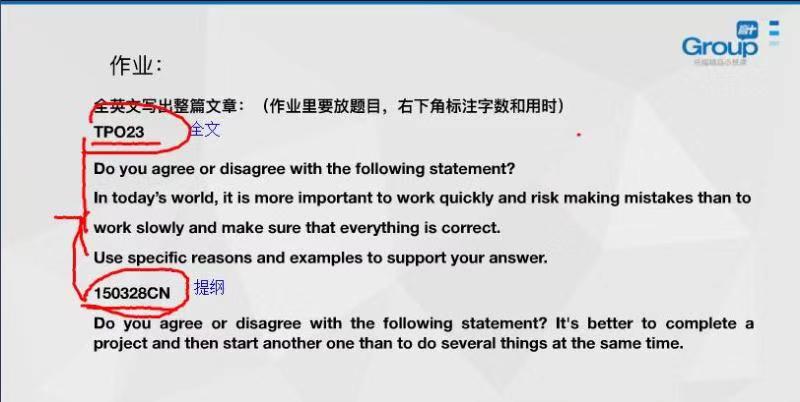 高+
Group
作业：
全英文写出整篇文章：（作业里要放题目，右下角标注字数和用时）
TPO23 全文
Do you agree or disagree with the following statement?
In today's world, it is more important to work quickly and risk making mistakes than to
work slowly and make sure that everything is correct.
Use specific reasons and examples to support your answer.
150328CN 提纲
Do you agree or disagree with the following statement? It's better to complete a
project and then start another one than to do several things at the same time.